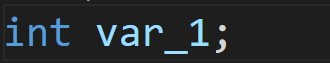 int var_1;